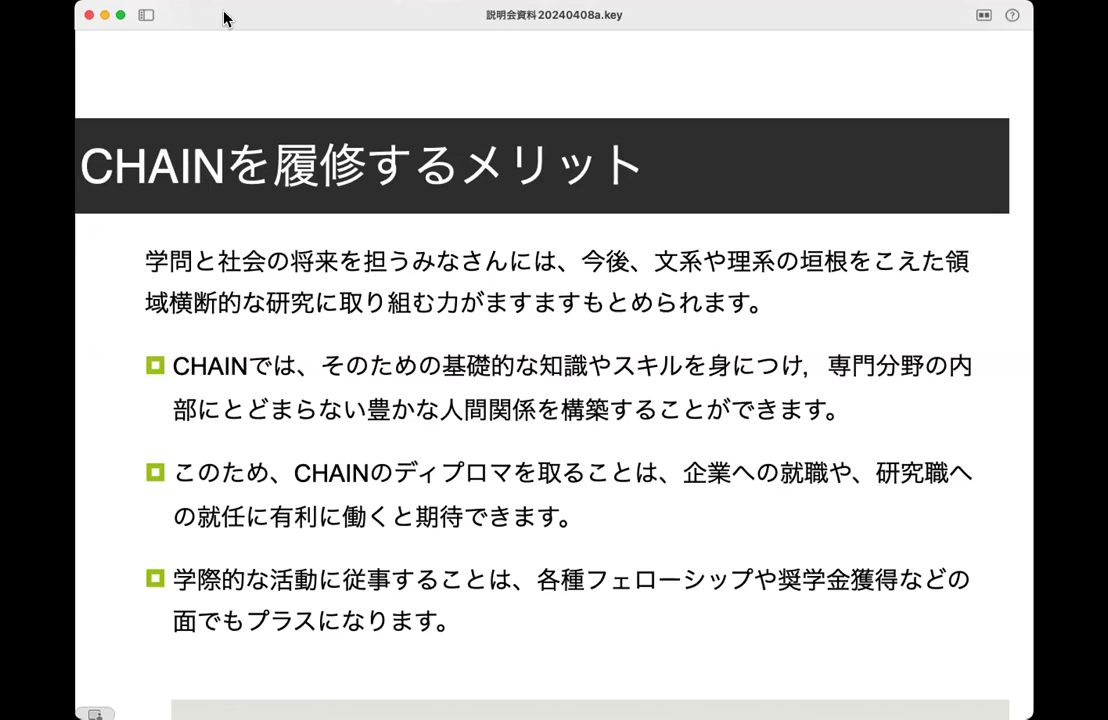 説明会資料20240408a.key
CHAINを履修するメリット
学問と社会の将来を担うみなさんには、今後、文系や理系の垣根をこえた領
域横断的な研究に取り組む力がますますもとめられます。
CHAINでは、そのための基礎的な知識やスキルを身につけ，専門分野の内
部にとどまらない豊かな人間関係を構築することができます。
このため、CHAINのディプロマを取ることは、企業への就職や、研究職へ
の就任に有利に働くと期待できます。
学際的な活動に従事することは、各種フェローシップや奨学金獲得などの
面でもプラスになります。